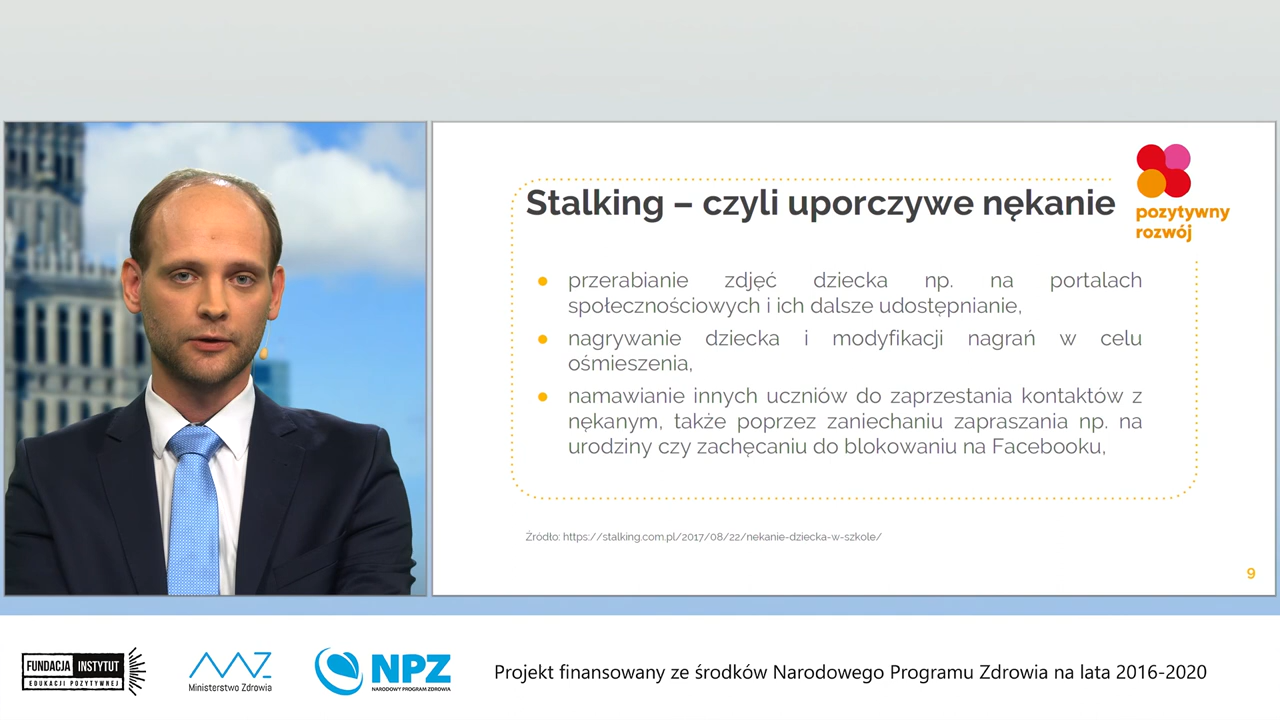 Stalking – czyli uporczywe nękanie
pozytywny
rozwój
przerabianie zdjęć dziecka np. na portalach
społecznościowych i ich dalsze udostępnianie,
nagrywanie dziecka i modyfikacji nagrań w celu
ośmieszenia,
namawianie innych uczniów do zaprzestania kontaktów z
nękanym, także poprzez zaniechaniu zapraszania np. na
urodziny czy zachęcaniu do blokowaniu na Facebooku,
Źródło: https://stalking.com.pl/2017/08/22/nekanie-dziecka-w-szkole/
9
FUNDACJA INSTYTUT
EDUKACJI POZYTYWNEJ
Ministerstwo Zdrowia
NPZ
NARODOWY PROGRAM ZDROWIA
Projekt finansowany ze środków Narodowego Programu Zdrowia na lata 2016-2020